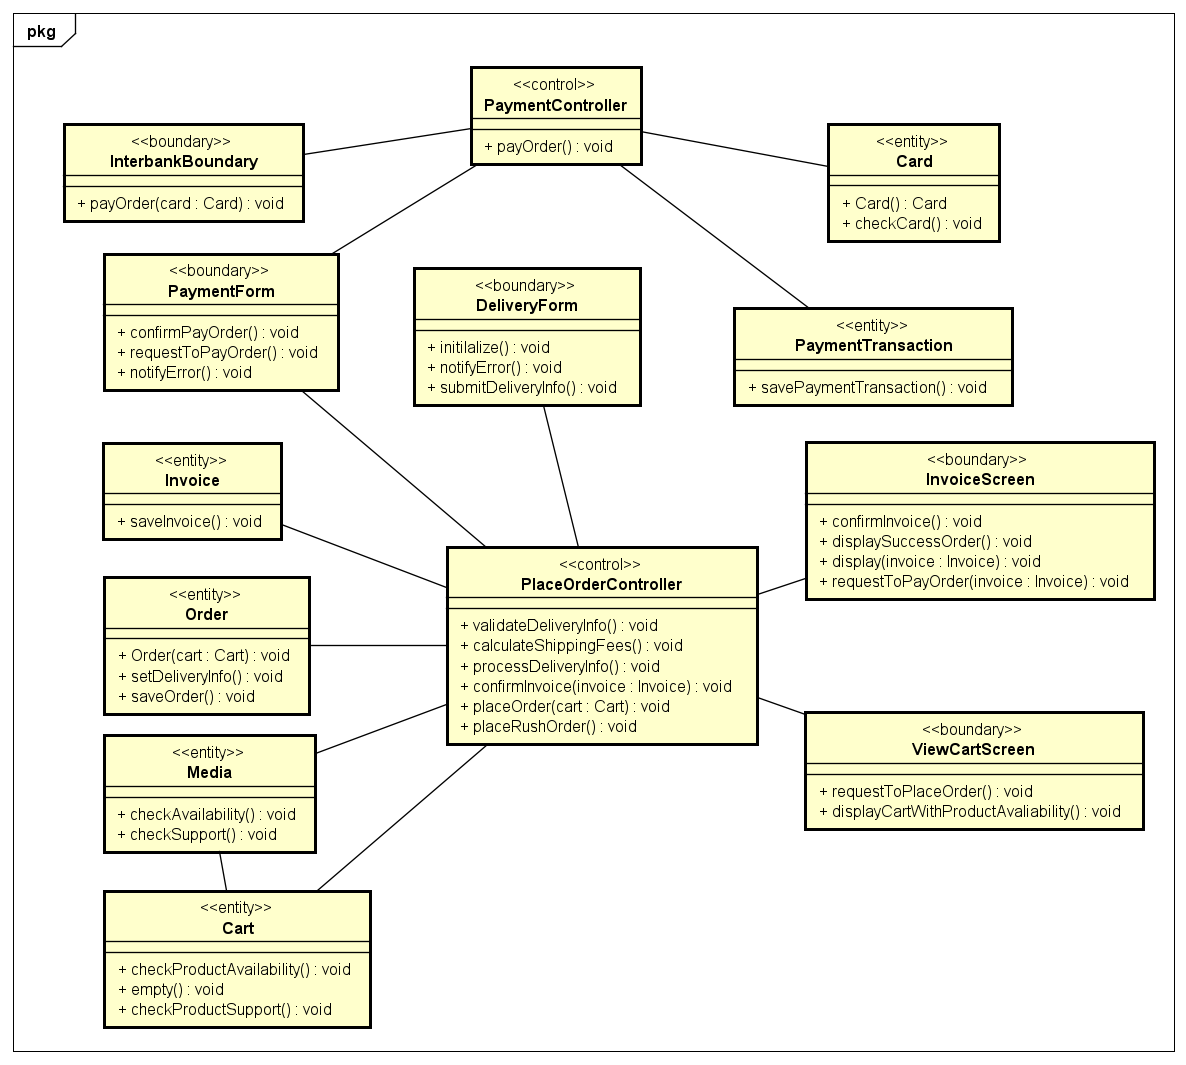 pkg
<<control>>
PaymentController
+ payOrder() : void
<<boundary>>
InterbankBoundary
+ payOrder(card : Card) : void
<<entity>>
Card
+ Card() : Card
+ checkCard() : void
<<boundary>>
PaymentForm
+ confirmPayOrder() : void
+ requestToPayOrder() : void
+ notifyError() : void
<<boundary>>
DeliveryForm
+ initilalize() : void
+ notifyError() : void
+ submitDeliveryInfo() : void
<<entity>>
PaymentTransaction
+ savePaymentTransaction() : void
<<entity>>
Invoice
+ saveInvoice() : void
<<boundary>>
InvoiceScreen
+ confirmInvoice() : void
+ displaySuccessOrder() : void
+ display(invoice : Invoice) : void
+ requestToPayOrder(invoice : Invoice) : void
<<control>>
PlaceOrderController
+ validateDeliveryInfo() : void
+ calculateShippingFees() : void
+ processDeliveryInfo() : void
+ confirmInvoice(invoice : Invoice) : void
+ placeOrder(cart : Cart) : void
+ placeRushOrder() : void
<<entity>>
Order
+ Order(cart : Cart) : void
+ setDeliveryInfo() : void
+ saveOrder() : void
<<entity>>
Media
+ checkAvailability() : void
+ checkSupport() : void
<<boundary>>
ViewCartScreen
+ requestToPlaceOrder() : void
+ displayCartWithProductAvaliability() : void
<<entity>>
Cart
+ checkProductAvailability() : void
+ empty() : void
+ checkProductSupport() : void